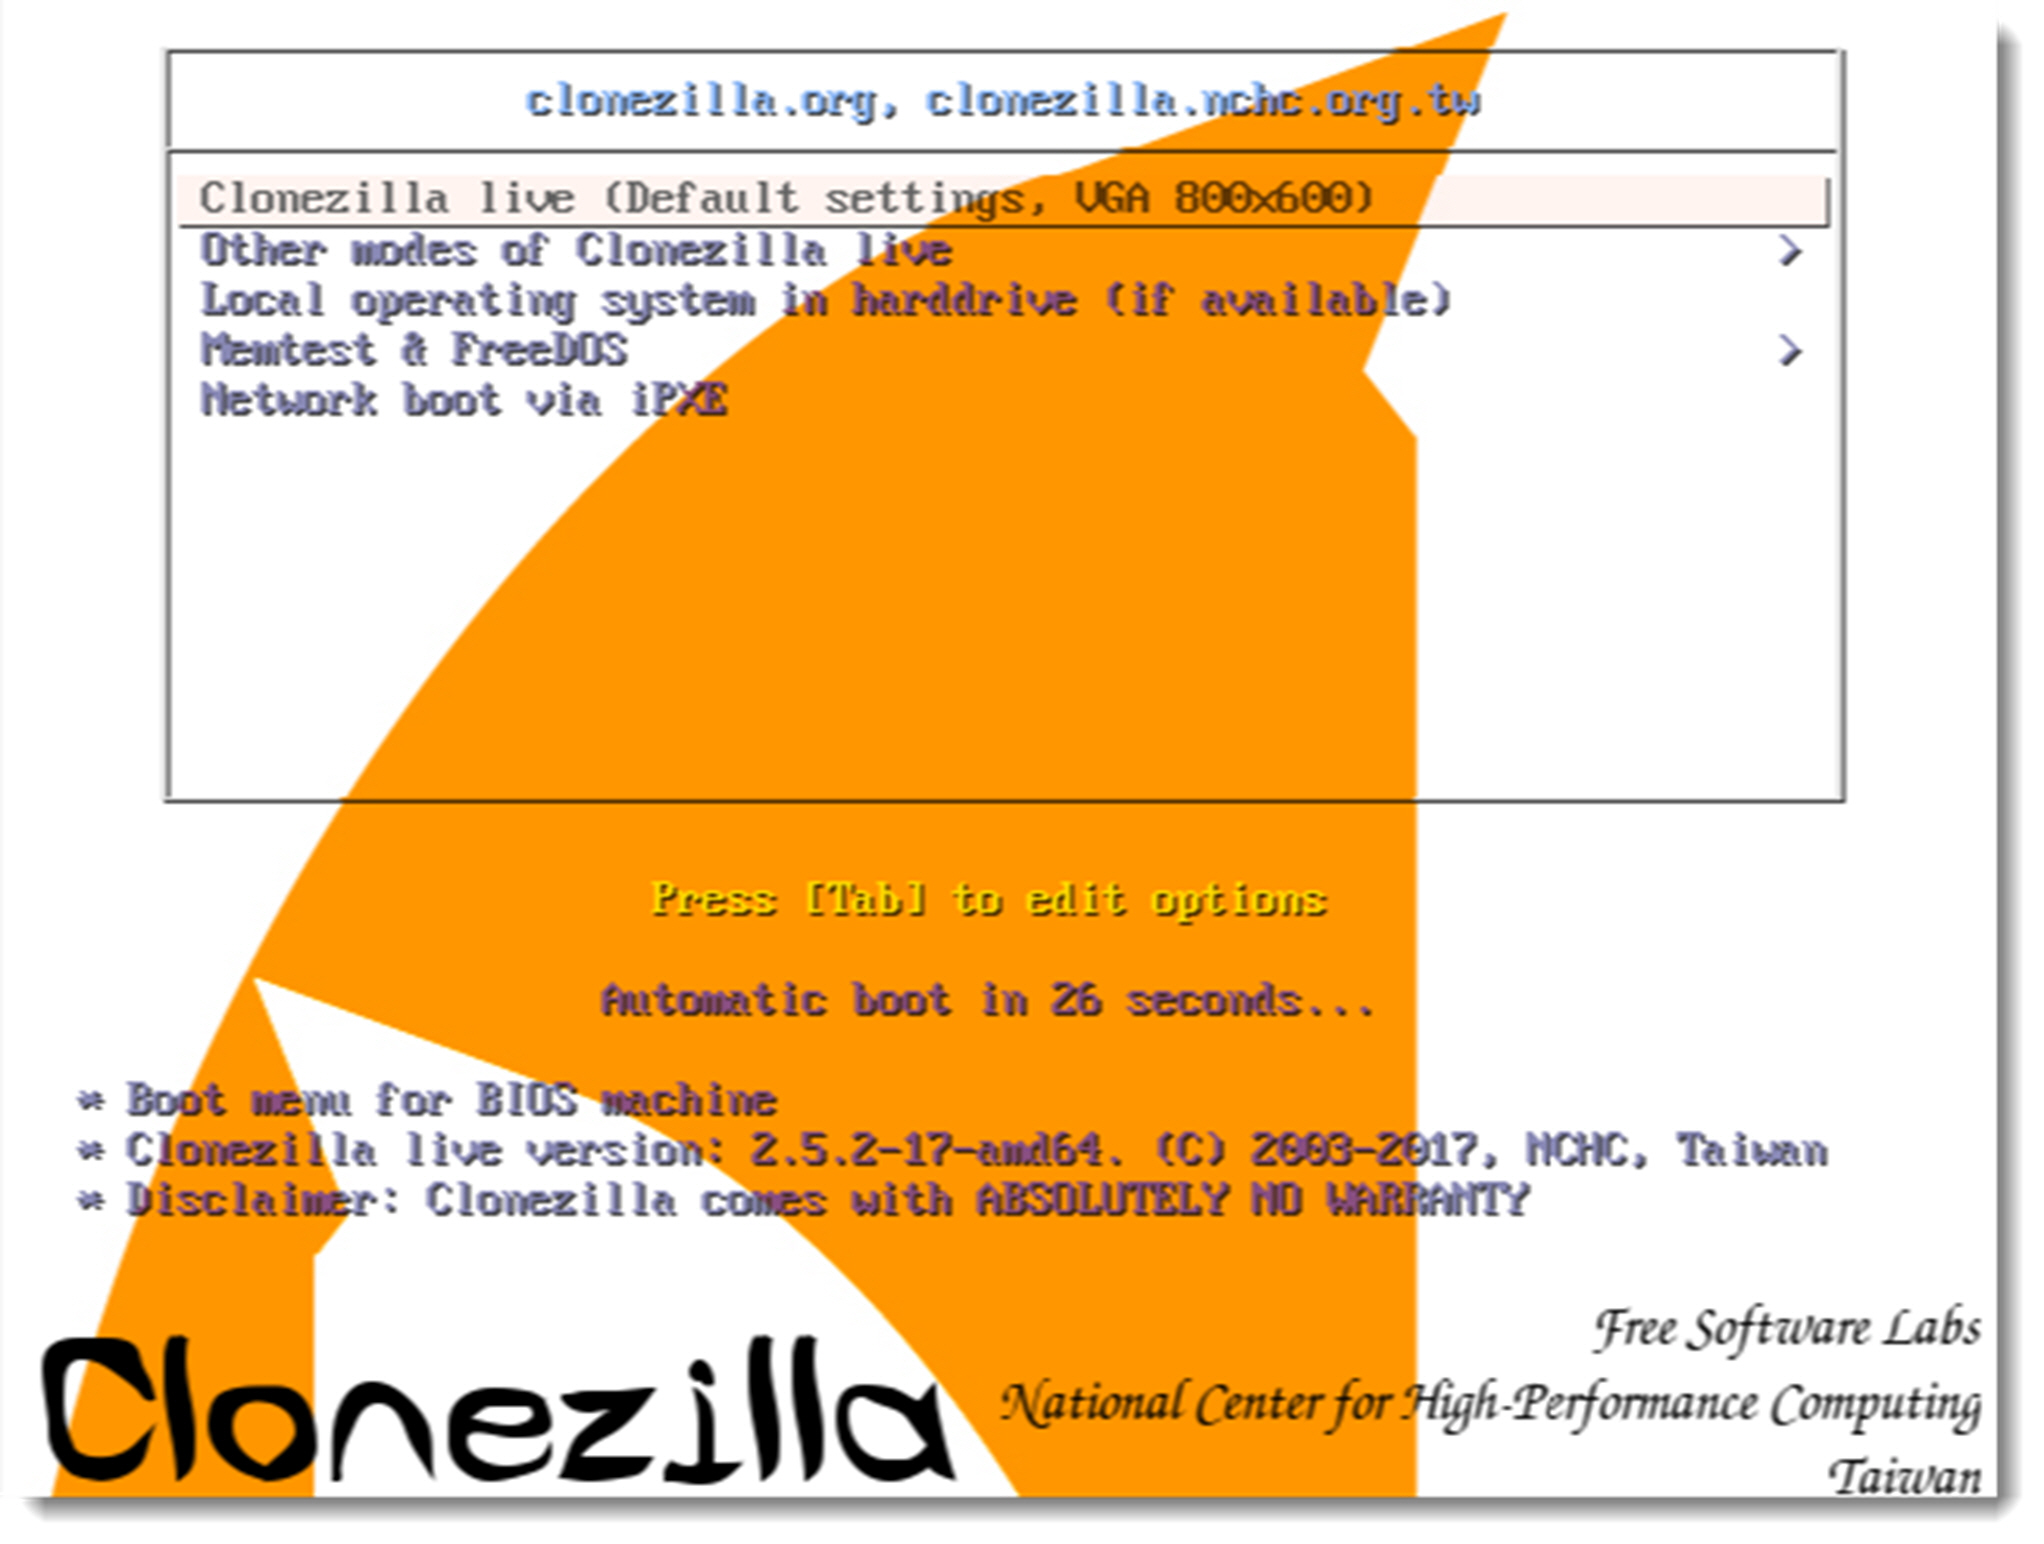 clonezilla.org, clonezilla.nchc.org.tw
Clonezilla live (Default settings, VGA 800x600)
Other modes of Clonezilla live >
Local operating system in harddrive (if available)
Memtest & FreeDOS >
Network boot via iPXE
Press [Tab] to edit options
Automatic boot in 26 seconds...
* Boot menu for BIOS machine
* Clonezilla live version: 2.5.2-17-amd64. (C) 2003-2017, NCHC, Taiwan
* Disclaimer: Clonezilla comes with ABSOLUTELY NO WARRANTY
Clonezilla
Free Software Labs
National Center for High-Performance Computing
Taiwan